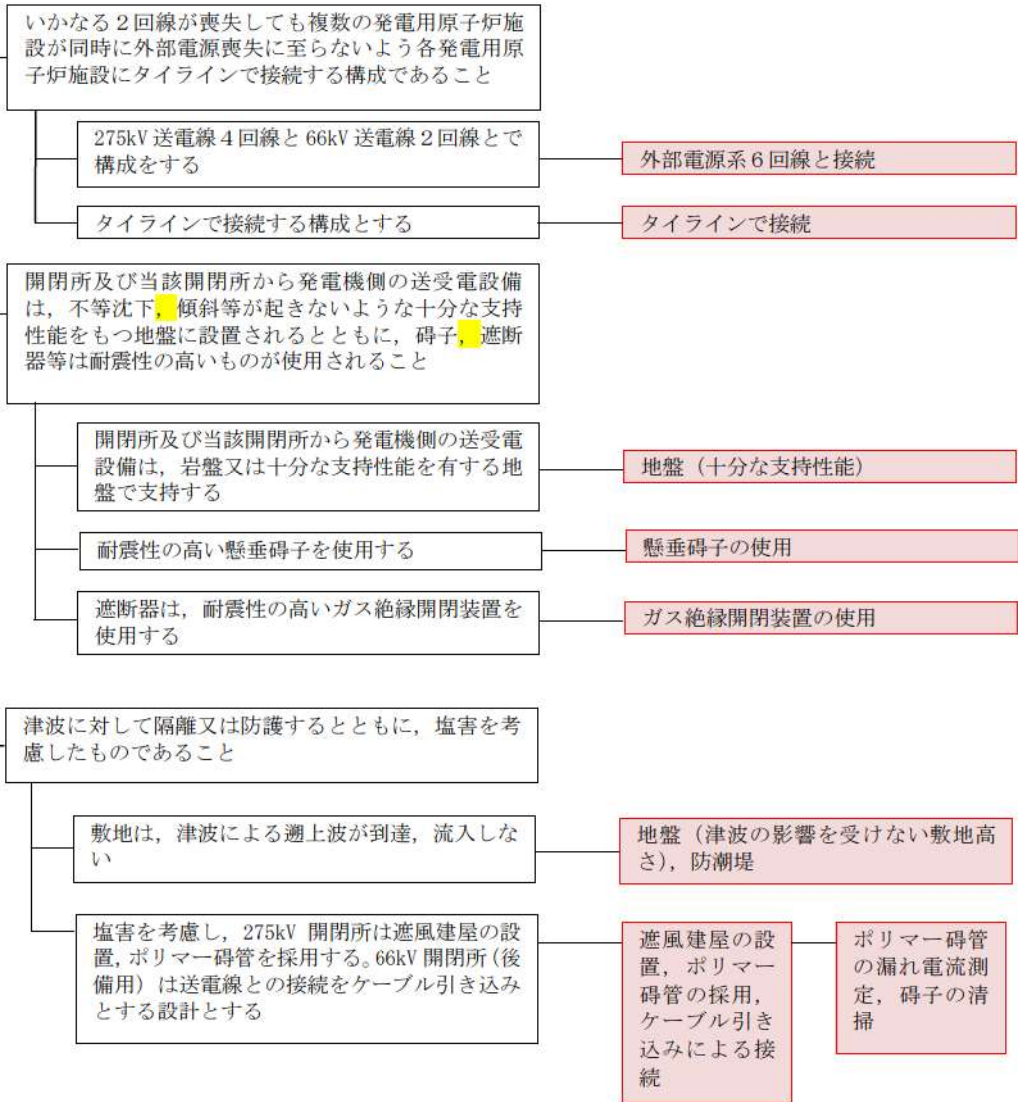 いかなる２回線が喪失しても複数の発電用原子炉施
設が同時に外部電源喪失に至らないよう各発電用原
子炉施設にタイラインで接続する構成であること
275kV 送電線４回線と 66kV 送電線２回線とで
構成をする
外部電源系６回線と接続
タイラインで接続する構成とする
タイラインで接続
開閉所及び当該開閉所から発電機側の送受電設備
は，不等沈下，傾斜等が起きないような十分な支持
性能をもつ地盤に設置されるとともに，碍子，遮断
器等は耐震性の高いものが使用されること
開閉所及び当該開閉所から発電機側の送受電
設備は，岩盤又は十分な支持性能を有する地
盤で支持する
地盤（十分な支持性能）
耐震性の高い懸垂碍子を使用する
懸垂碍子の使用
遮断器は，耐震性の高いガス絶縁開閉装置を
使用する
ガス絶縁開閉装置の使用
津波に対して隔離又は防護するとともに，塩害を考
慮したものであること
敷地は，津波による遡上波が到達，流入しな
い
地盤（津波の影響を受けない敷地高
さ），防潮堤
塩害を考慮し，275kV 開閉所は遮風建屋の設
置，ポリマー碍管を採用する。66kV 開閉所（後
備用）は送電線との接続をケーブル引き込み
とする設計とする
遮風建屋の設
置，ポリマー
碍管の採用，
ケーブル引き
込みによる接
続
ポリマー碍管
の漏れ電流測
定，碍子の清
掃